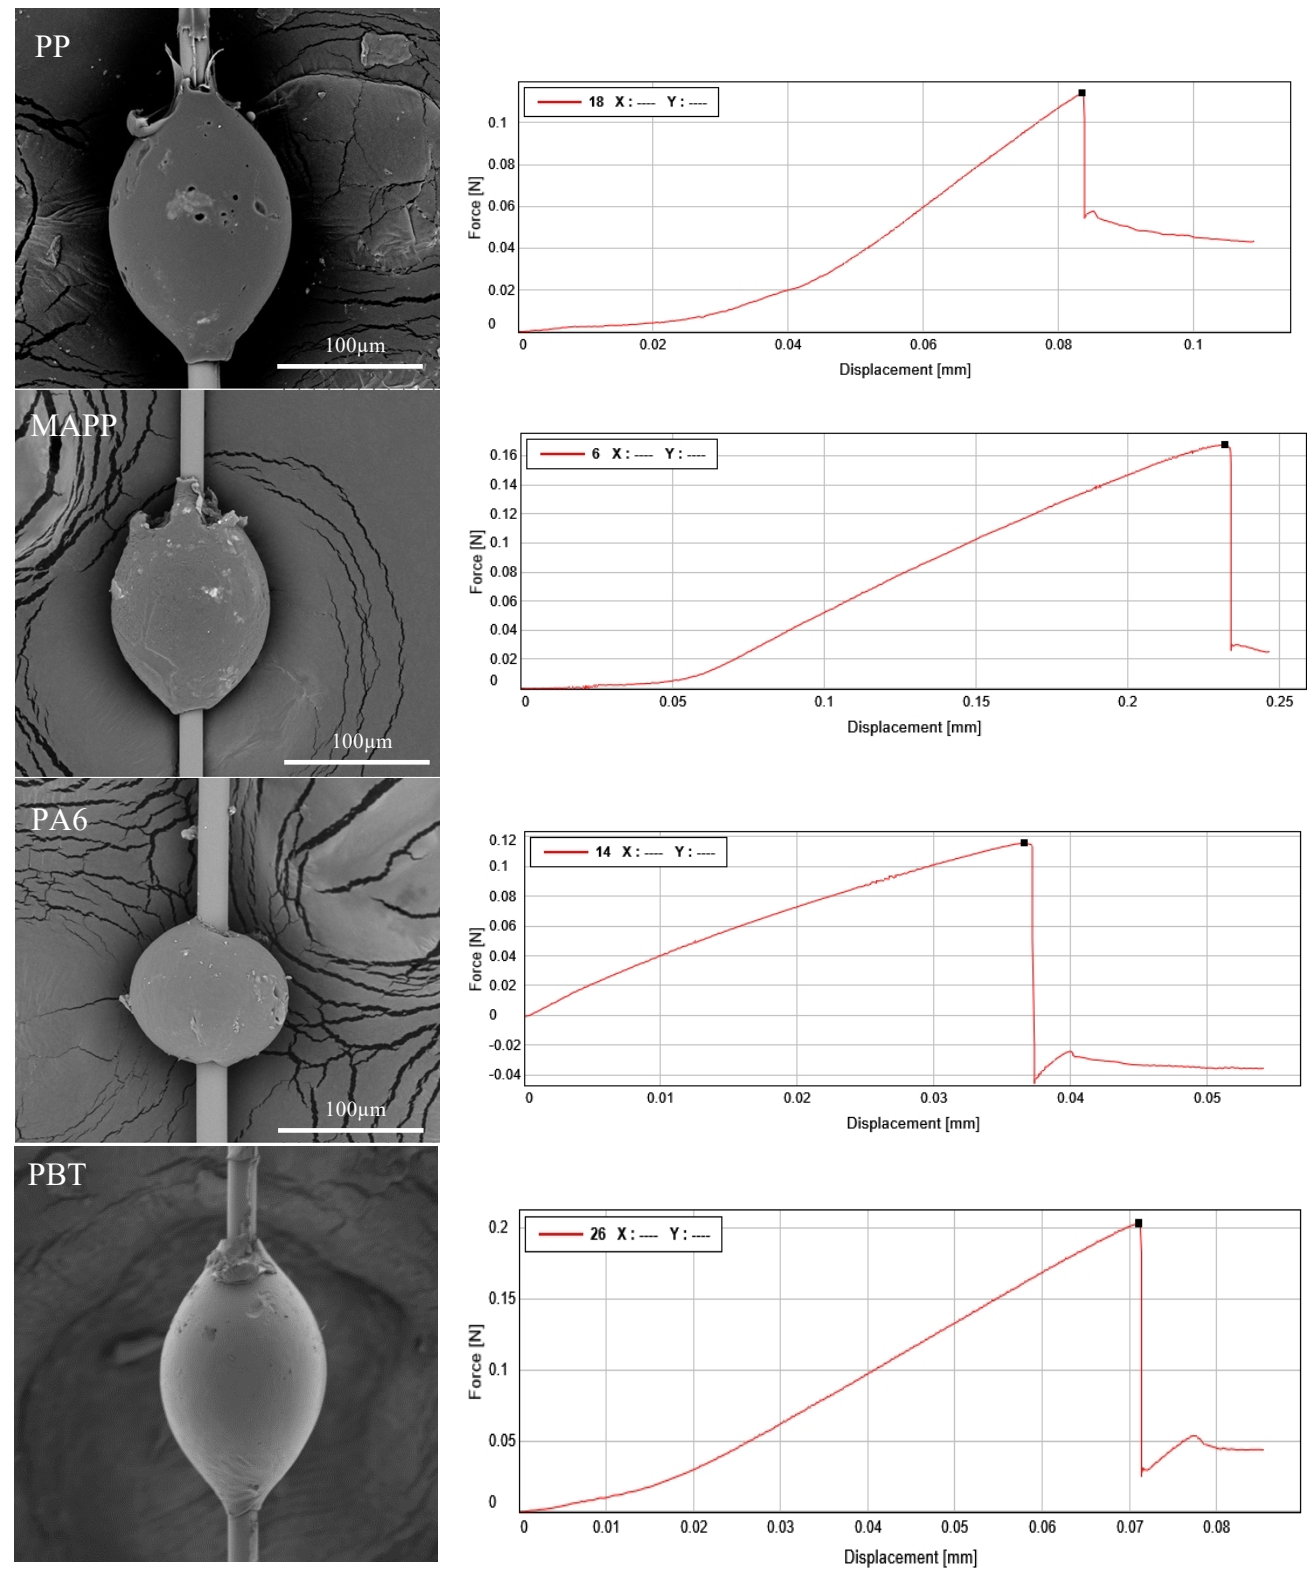 PP
100µm
18 X : ---- Y : ----
Force [N]
0.1
0.08
0.06
0.04
0.02
0
0 0.02 0.04 0.06 0.08 0.1
Displacement [mm]
MAPP
100µm
6 X : ---- Y : ----
Force [N]
0.16
0.14
0.12
0.1
0.08
0.06
0.04
0.02
0
0 0.05 0.1 0.15 0.2 0.25
Displacement [mm]
PA6
100µm
14 X : ---- Y : ----
Force [N]
0.12
0.1
0.08
0.06
0.04
0.02
0
-0.02
-0.04
0 0.01 0.02 0.03 0.04 0.05
Displacement [mm]
PBT
26 X : ---- Y : ----
Force [N]
0.2
0.15
0.1
0.05
0
0 0.01 0.02 0.03 0.04 0.05 0.06 0.07 0.08
Displacement [mm]